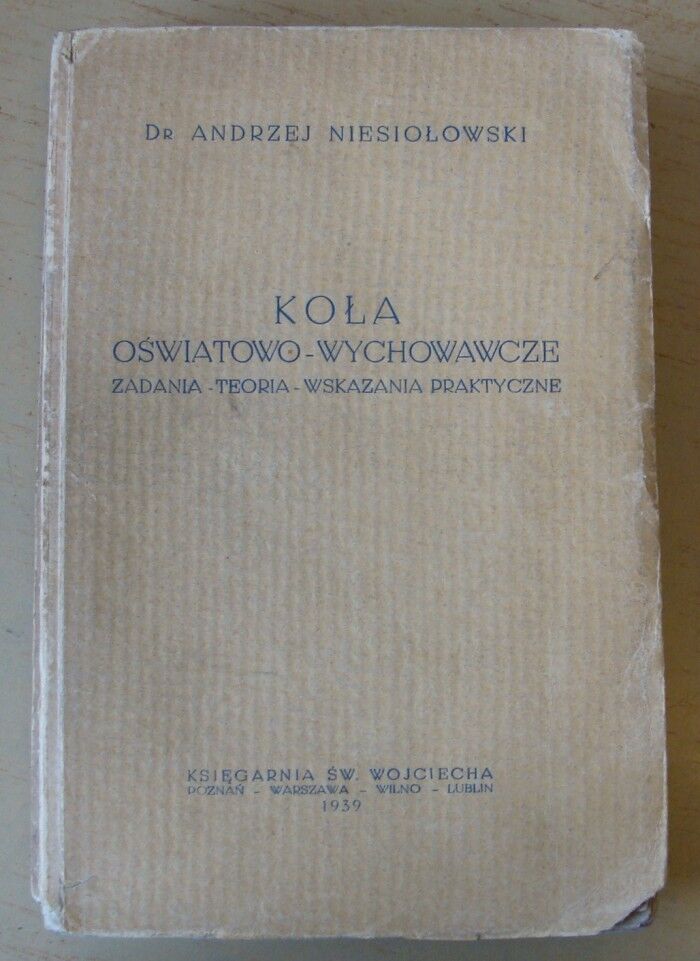 Dr ANDRZEJ NIESIOŁOWSKI
KOŁA
OŚWIATOWO-WYCHOWAWCZE
ZADANIA - TEORIA - WSKAZANIA PRAKTYCZNE
KSIĘGARNIA ŚW. WOJCIECHA
POZNAŃ - WARSZAWA - WILNO - LUBLIN
1939